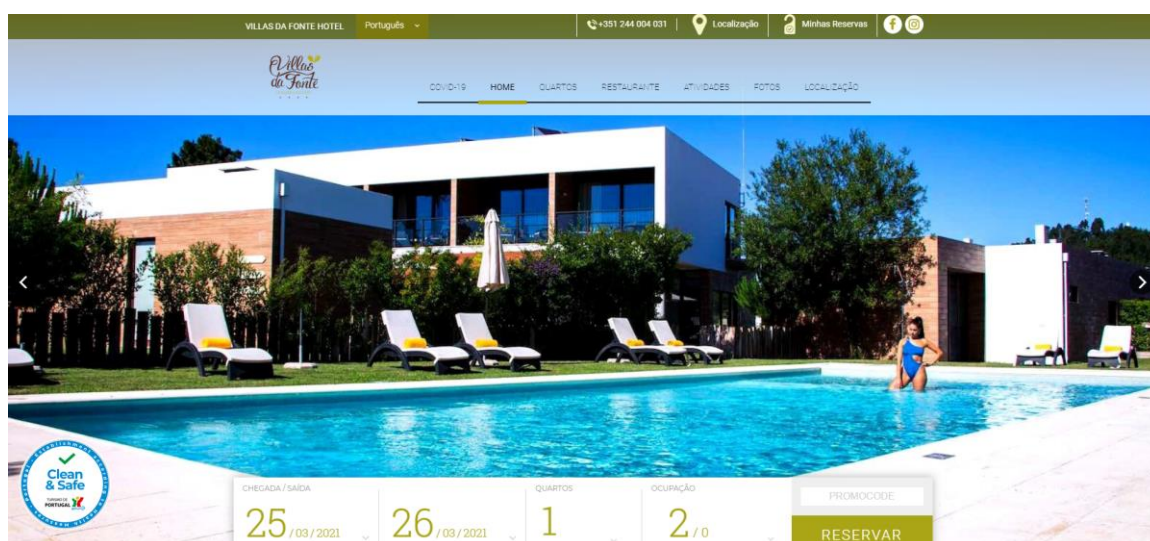 VILLAS DA FONTE HOTEL Português +351 244 004 031 Localização Minhas Reservas
Villas
da Fonte
COVID-19 HOME QUARTOS RESTAURANTE ATIVIDADES FOTOS LOCALIZAÇÃO
Clean
& Safe
TURISMO DE
PORTUGAL
CHEGADA / SAÍDA QUARTOS OCUPAÇÃO PROMOCODE
25 / 03 / 2021 26 / 03 / 2021 1 2 / 0 RESERVAR